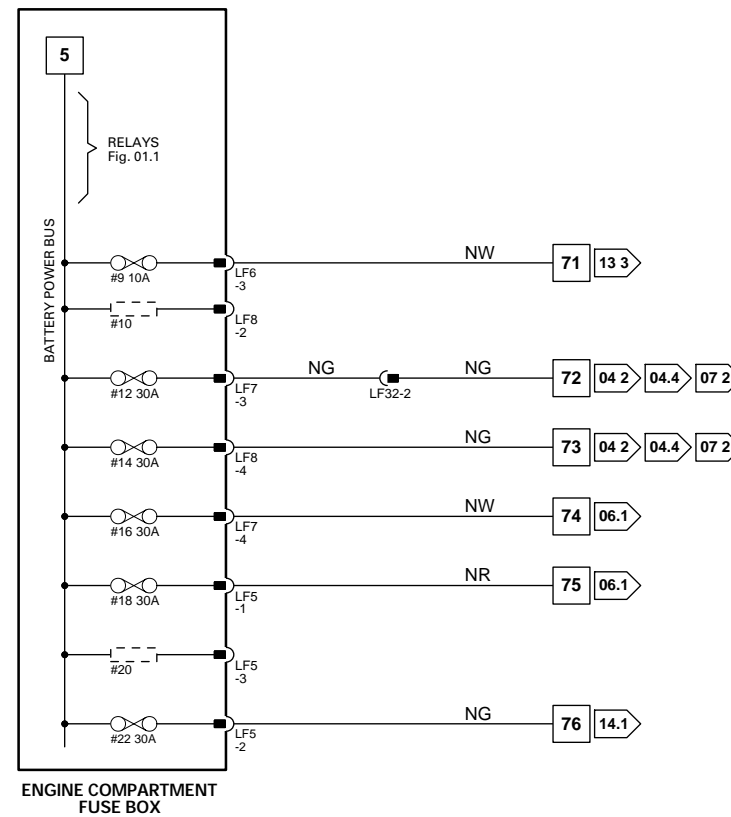 5
RELAYS
Fig. 01.1
BATTERY POWER BUS
#9 10A
LF6
-3
NW
71
13 3
#10
LF8
-2
#12 30A
LF7
-3
NG
LF32-2
NG
72
04 2
04.4
07 2
#14 30A
LF8
-4
NG
73
04 2
04.4
07 2
#16 30A
LF7
-4
NW
74
06.1
#18 30A
LF5
-1
NR
75
06.1
#20
LF5
-3
#22 30A
LF5
-2
NG
76
14.1
ENGINE COMPARTMENT
FUSE BOX